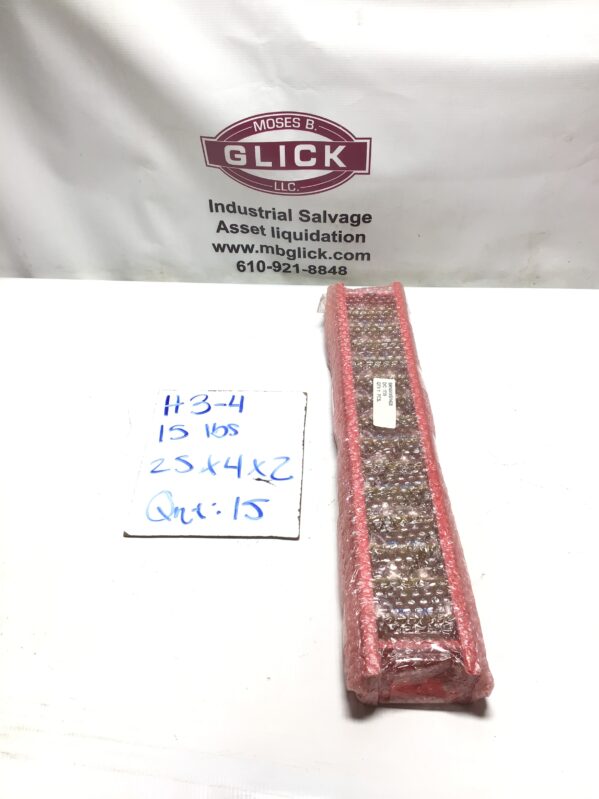 MOSES B.
GLICK
LLC.
Industrial Salvage
Asset liquidation
www.mbglick.com
610-921-8848
H3-4
15 lbs
25x4x2
Qnt: 15